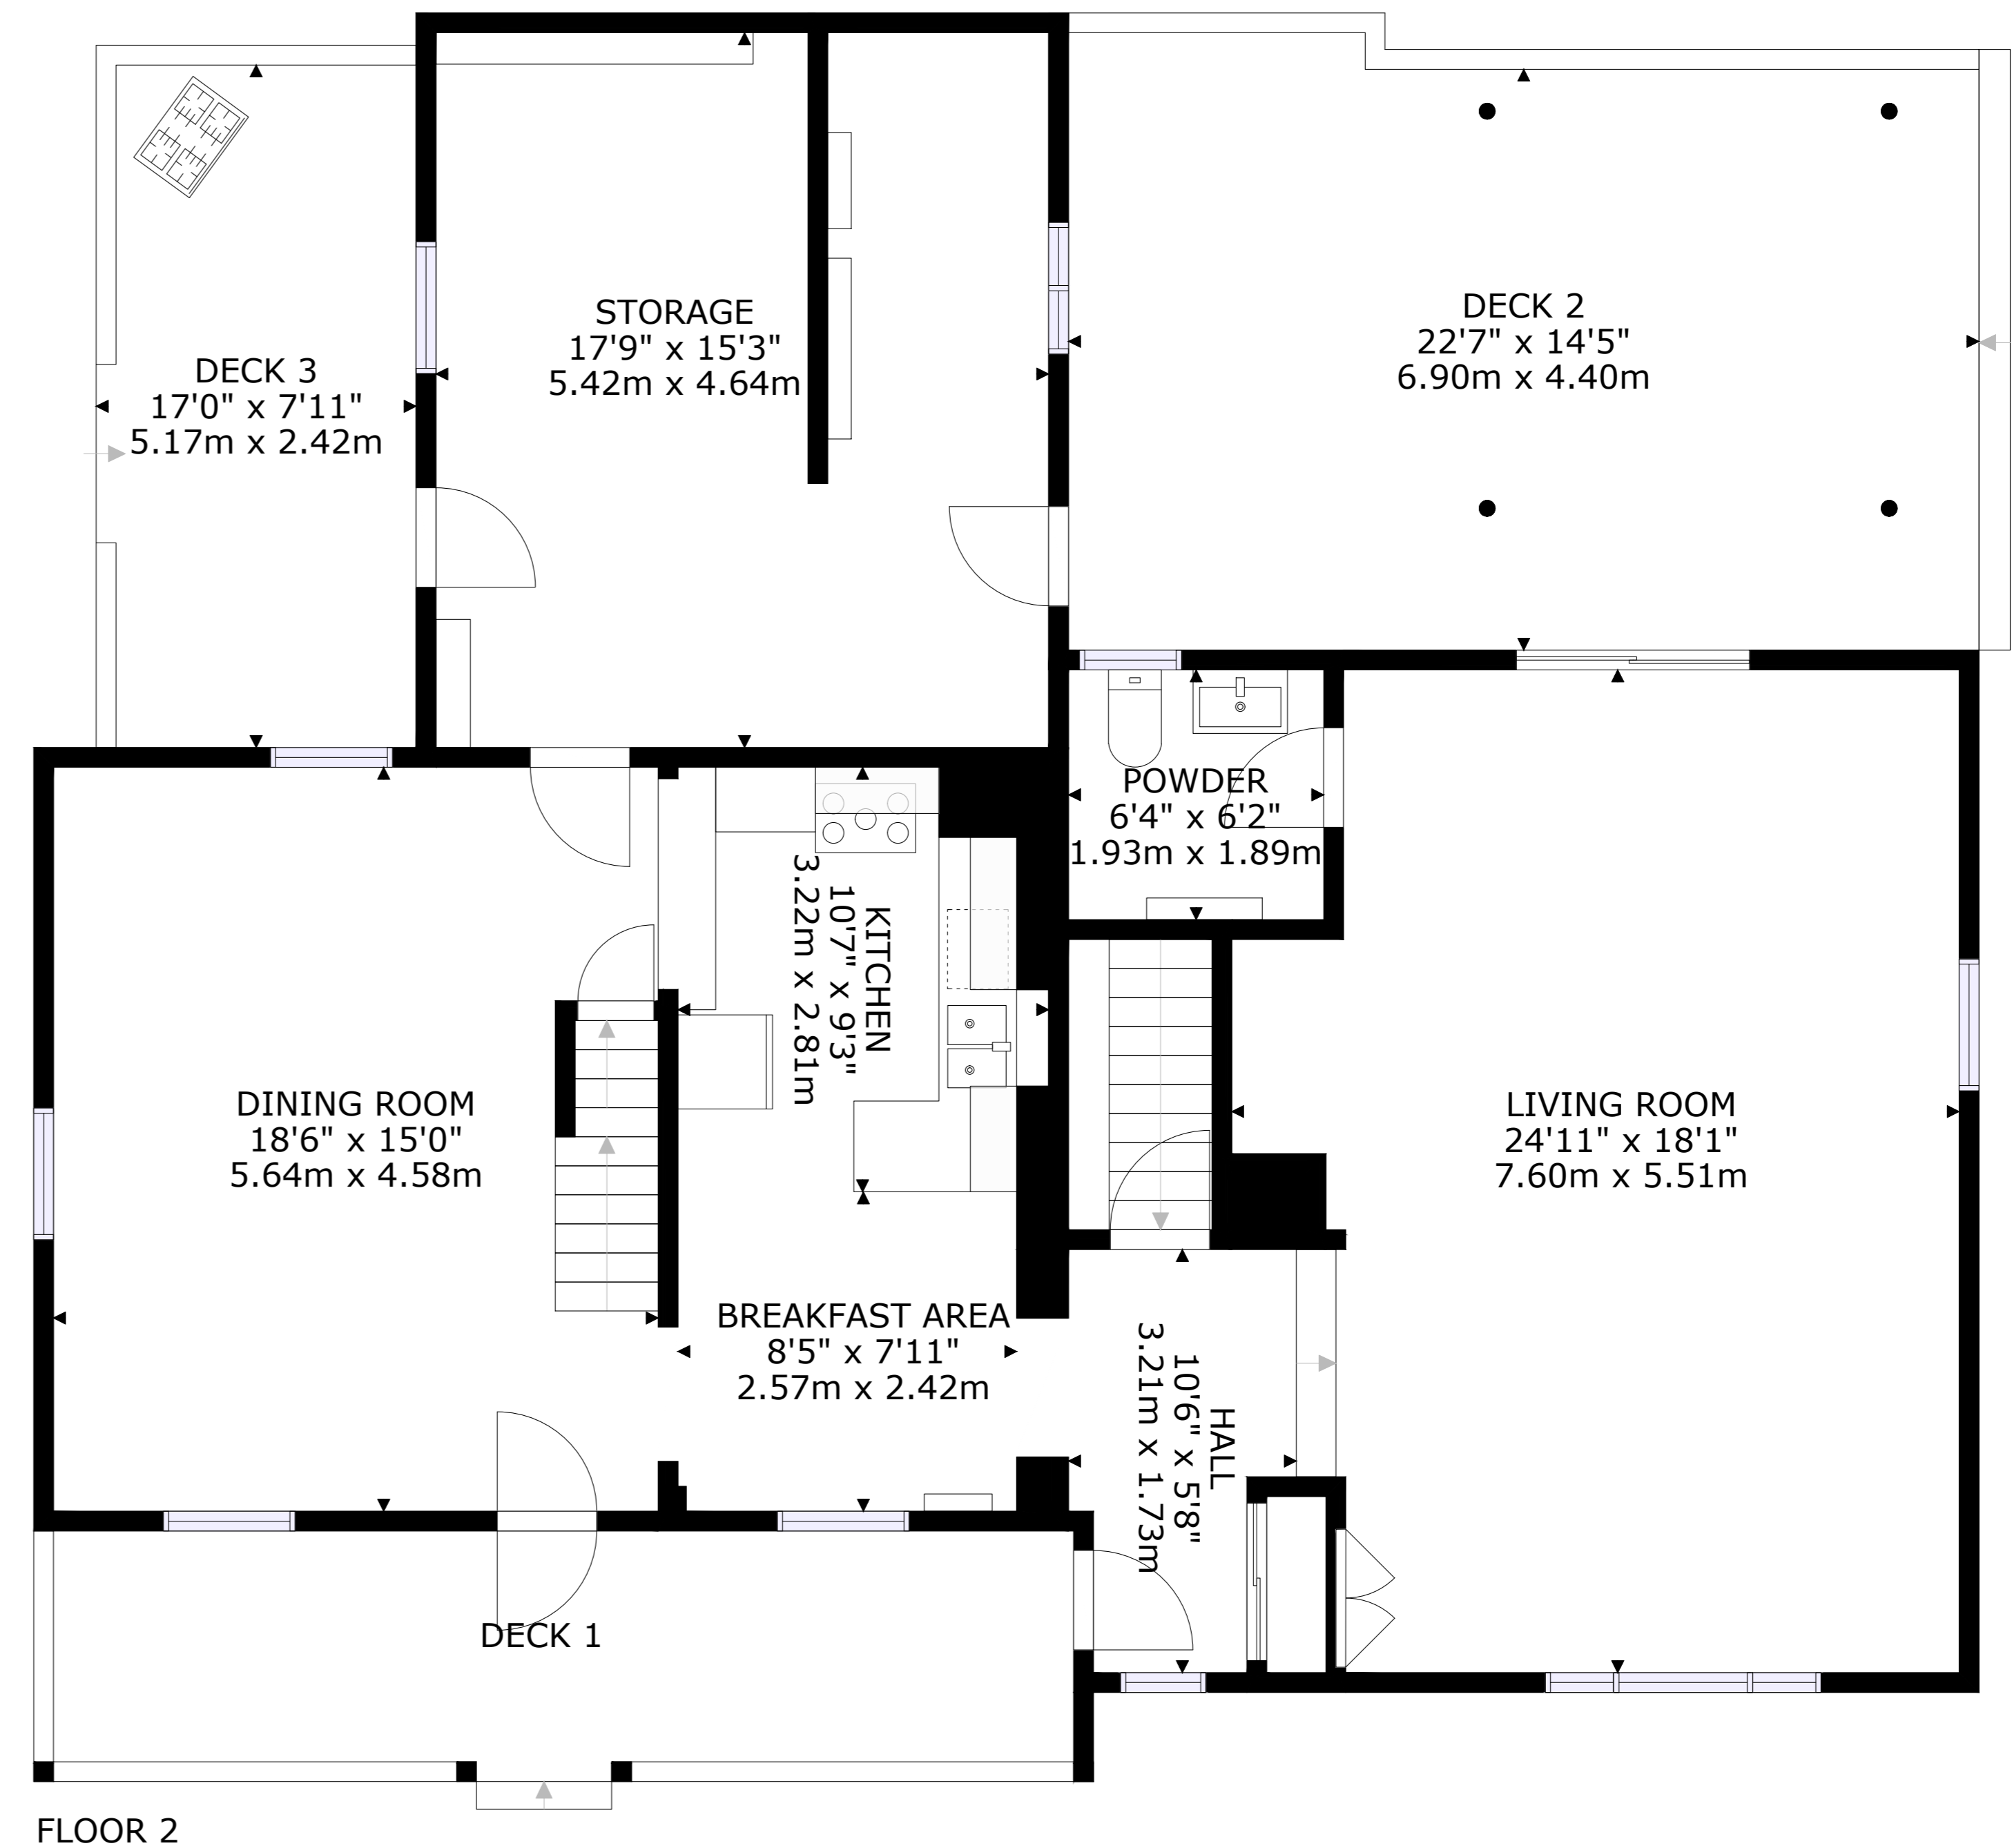 STORAGE
17'9" x 15'3"
5.42m x 4.64m
DECK 2
22'7" x 14'5"
6.90m x 4.40m
DECK 3
17'0" x 7'11"
5.17m x 2.42m
POWDER
6'4" x 6'2"
1.93m x 1.89m
KITCHEN
10'7" x 9'3"
3.22m x 2.81m
DINING ROOM
18'6" x 15'0"
5.64m x 4.58m
LIVING ROOM
24'11" x 18'1"
7.60m x 5.51m
BREAKFAST AREA
8'5" x 7'11"
2.57m x 2.42m
HALL
10'6" x 5'8"
3.21m x 1.73m
DECK 1
FLOOR 2